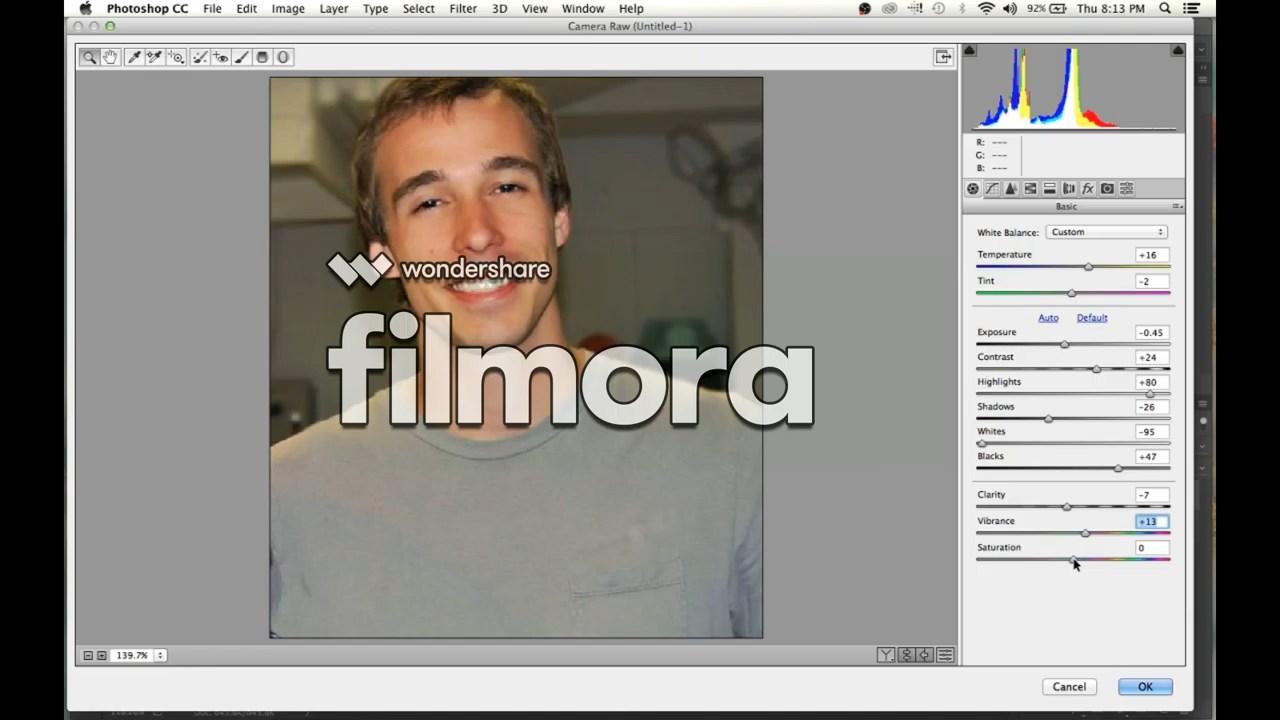 Photoshop CC File Edit Image Layer Type Select Filter 3D View Window Help 92% Thu 8:13 PM
Camera Raw (Untitled-1)
R: ---
G: ---
B: ---
fx
Basic
White Balance: Custom
Temperature +16
Tint -2
Auto Default
Exposure -0.45
Contrast +24
Highlights +80
Shadows -26
Whites -95
Blacks +47
Clarity -7
Vibrance +13
Saturation 0
wondershare
filmora
139.7%
Y
Cancel OK